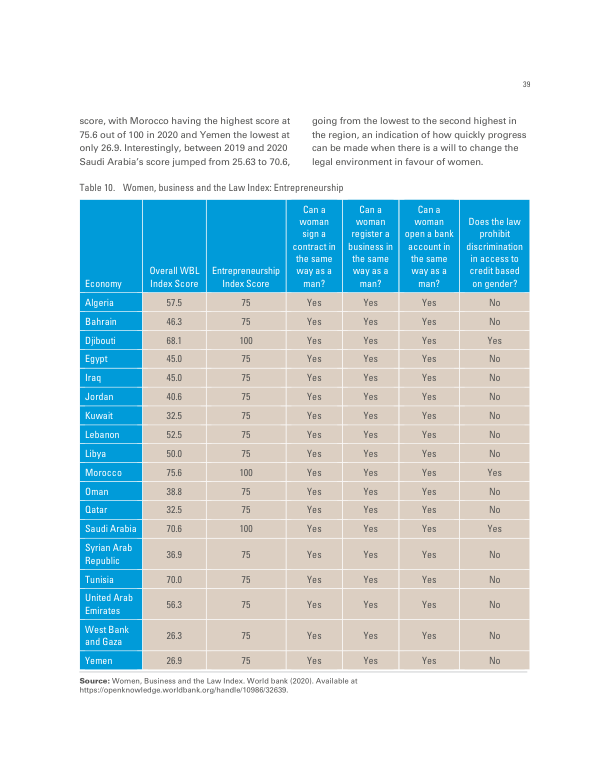 39
score, with Morocco having the highest score at
75.6 out of 100 in 2020 and Yemen the lowest at
only 26.9. Interestingly, between 2019 and 2020
Saudi Arabia's score jumped from 25.63 to 70.6,
going from the lowest to the second highest in
the region, an indication of how quickly progress
can be made when there is a will to change the
legal environment in favour of women.
Table 10. Women, business and the Law Index: Entrepreneurship
Economy
Overall WBL
Index Score
Entrepreneurship
Index Score
Can a
woman
sign a
contract in
the same
way as a
man?
Can a
woman
register a
business in
the same
way as a
man?
Can a
woman
open a bank
account in
the same
way as a
man?
Does the law
prohibit
discrimination
in access to
credit based
on gender?
Algeria 57.5 75 Yes Yes Yes No
Bahrain 46.3 75 Yes Yes Yes No
Djibouti 68.1 100 Yes Yes Yes Yes
Egypt 45.0 75 Yes Yes Yes No
Iraq 45.0 75 Yes Yes Yes No
Jordan 40.6 75 Yes Yes Yes No
Kuwait 32.5 75 Yes Yes Yes No
Lebanon 52.5 75 Yes Yes Yes No
Libya 50.0 75 Yes Yes Yes No
Morocco 75.6 100 Yes Yes Yes Yes
Oman 38.8 75 Yes Yes Yes No
Qatar 32.5 75 Yes Yes Yes No
Saudi Arabia 70.6 100 Yes Yes Yes Yes
Syrian Arab
Republic 36.9 75 Yes Yes Yes No
Tunisia 70.0 75 Yes Yes Yes No
United Arab
Emirates 56.3 75 Yes Yes Yes No
West Bank
and Gaza 26.3 75 Yes Yes Yes No
Yemen 26.9 75 Yes Yes Yes No
Source: Women, Business and the Law Index. World bank (2020). Available at
https://openknowledge.worldbank.org/handle/10986/32639.